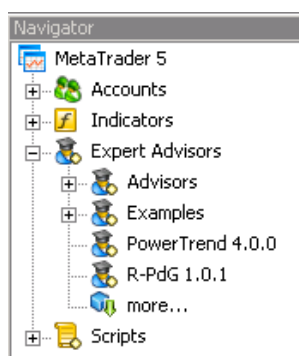 Navigator
MetaTrader 5
Accounts
Indicators
Expert Advisors
Advisors
Examples
PowerTrend 4.0.0
R-PdG 1.0.1
more...
Scripts